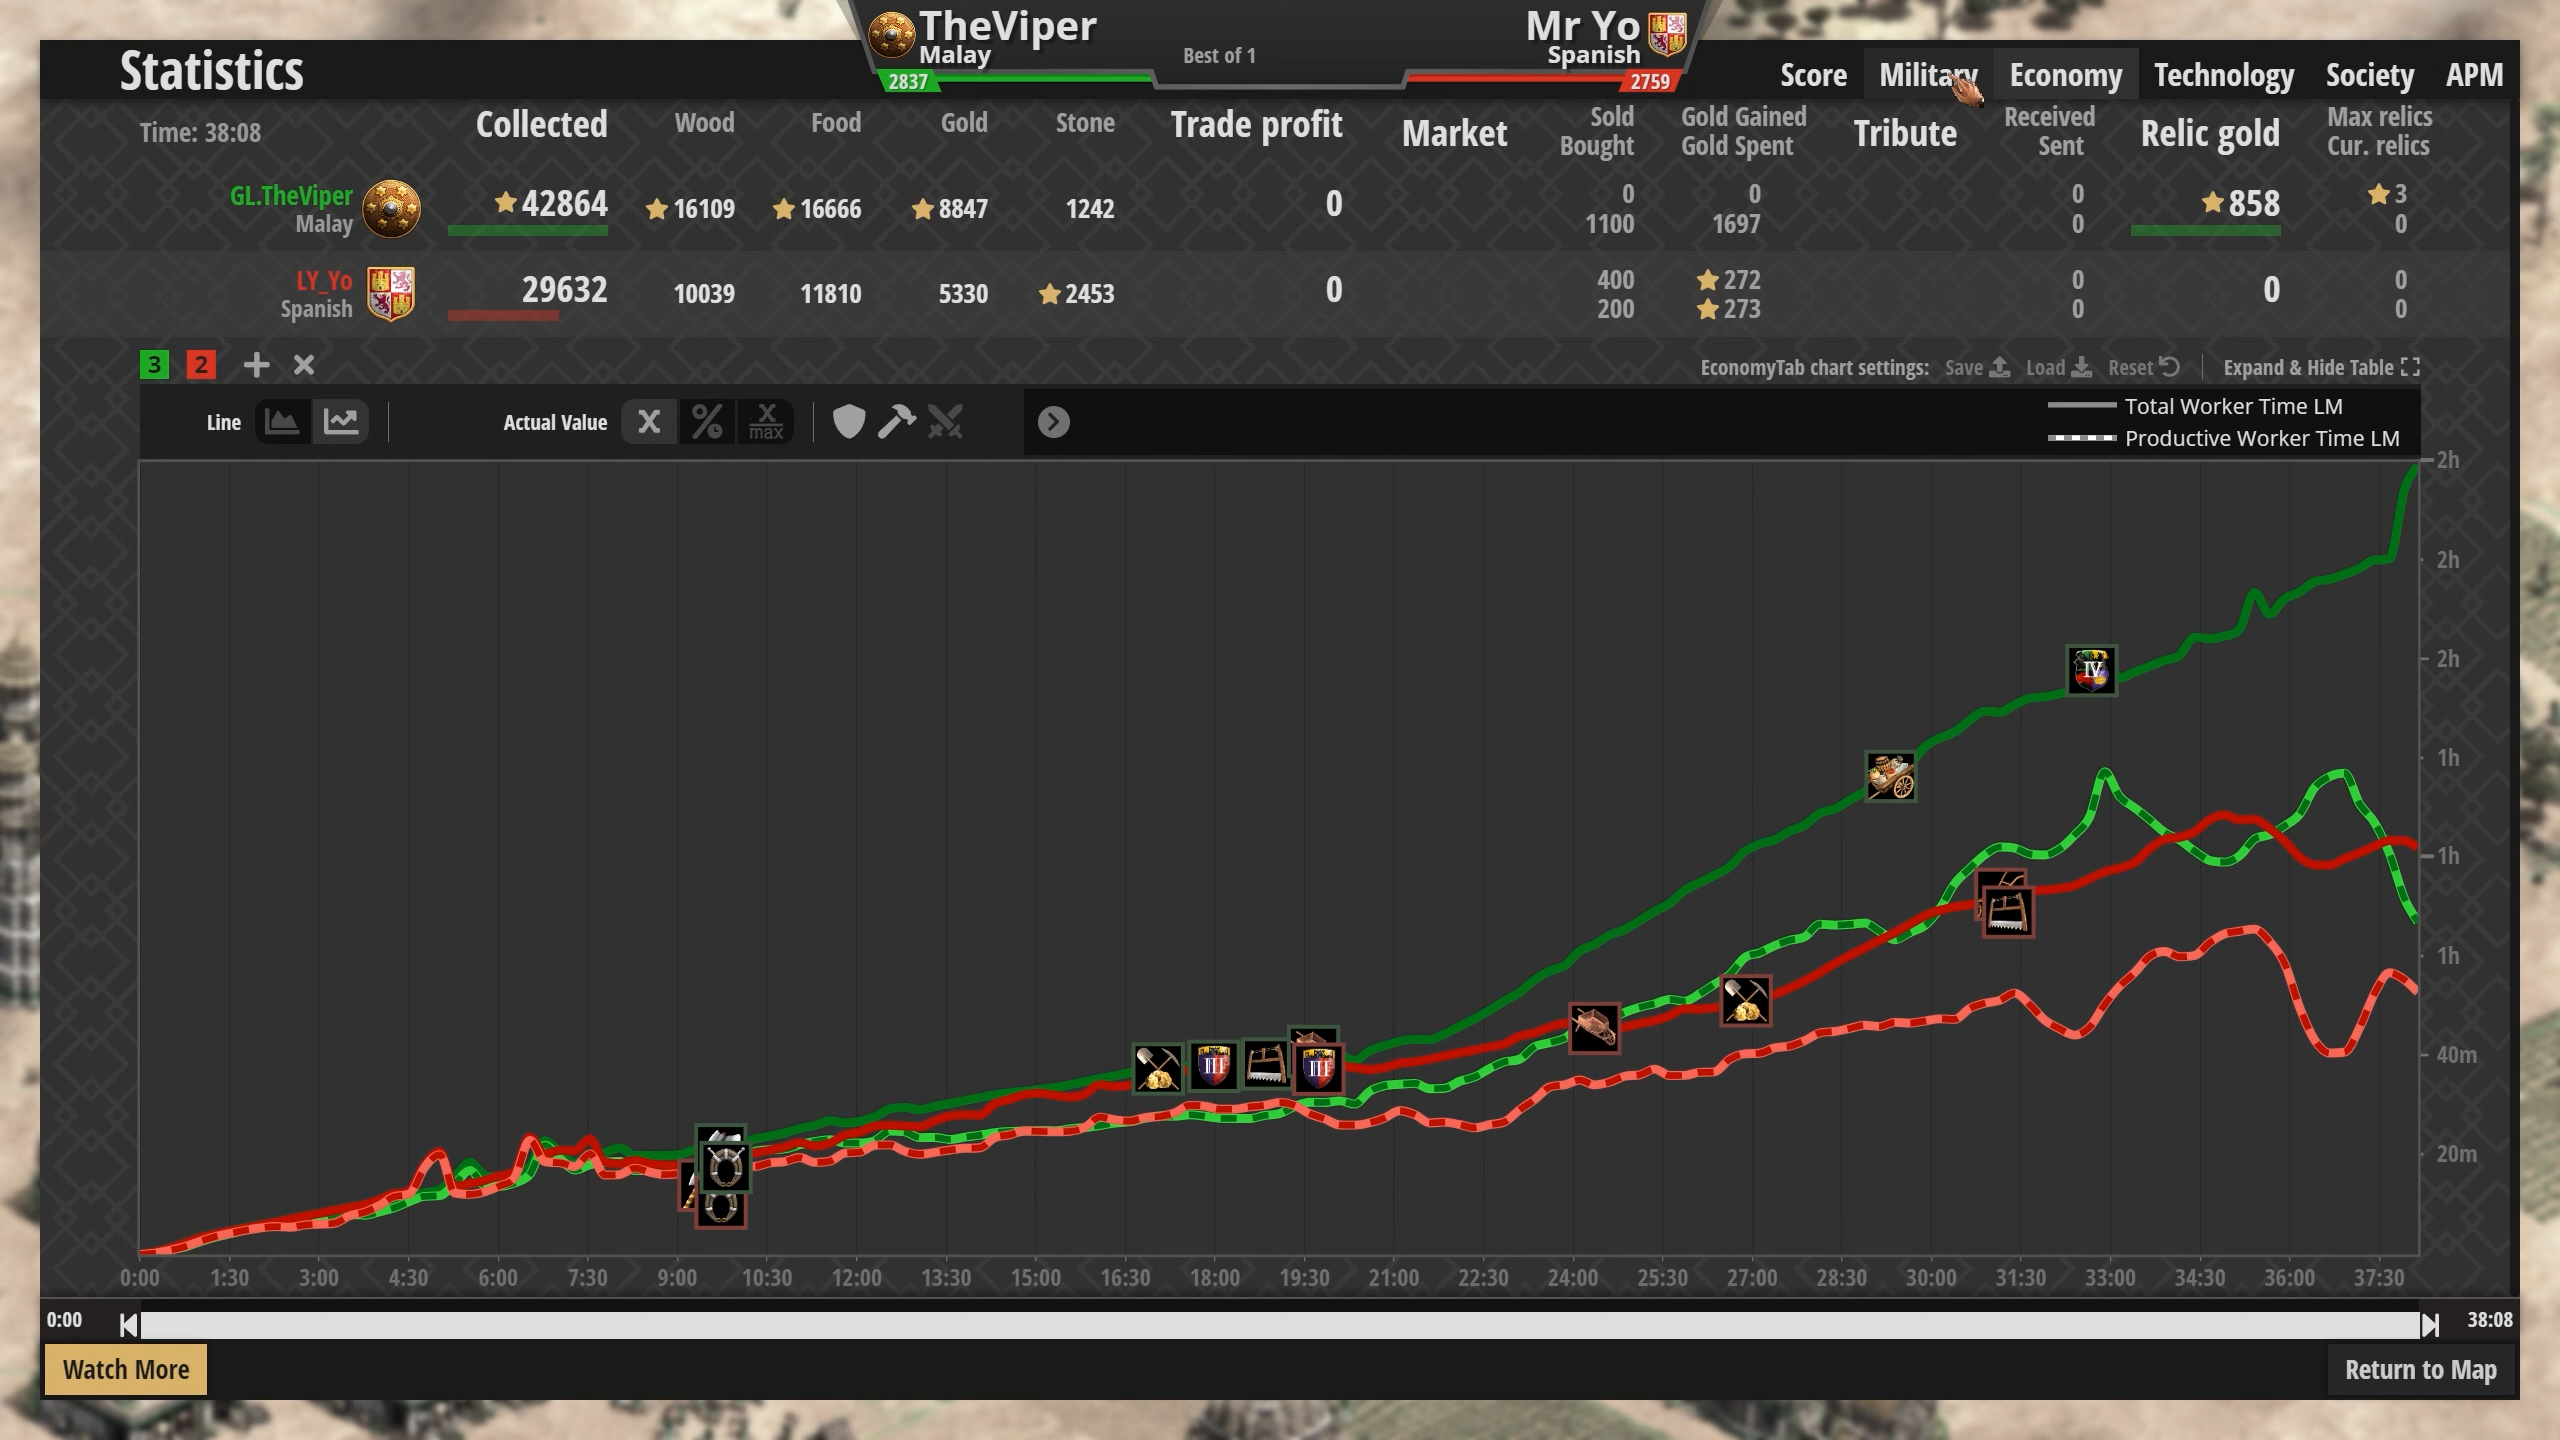 TheViper
Malay
2837
Best of 1
Mr Yo
Spanish
2759
Statistics
Score Military Economy Technology Society APM
Time: 38:08
Collected Wood Food Gold Stone Trade profit Market Sold Bought Gold Gained Gold Spent Tribute Received Sent Relic gold Max relics Cur. relics
GL.TheViper
Malay
42864 16109 16666 8847 1242 0
0 0 0 858 3
1100 1697 0 0
LY_Yo
Spanish
29632 10039 11810 5330 2453 0
400 272 0 0 0
200 273 0 0
3 2
EconomyTab chart settings: Save Load Reset Expand & Hide Table
Line Actual Value X % X max
Total Worker Time LM
Productive Worker Time LM
2h
2h
2h
1h
1h
1h
40m
20m
IV
III
III
0:00 1:30 3:00 4:30 6:00 7:30 9:00 10:30 12:00 13:30 15:00 16:30 18:00 19:30 21:00 22:30 24:00 25:30 27:00 28:30 30:00 31:30 33:00 34:30 36:00 37:30
0:00 38:08
Watch More
Return to Map